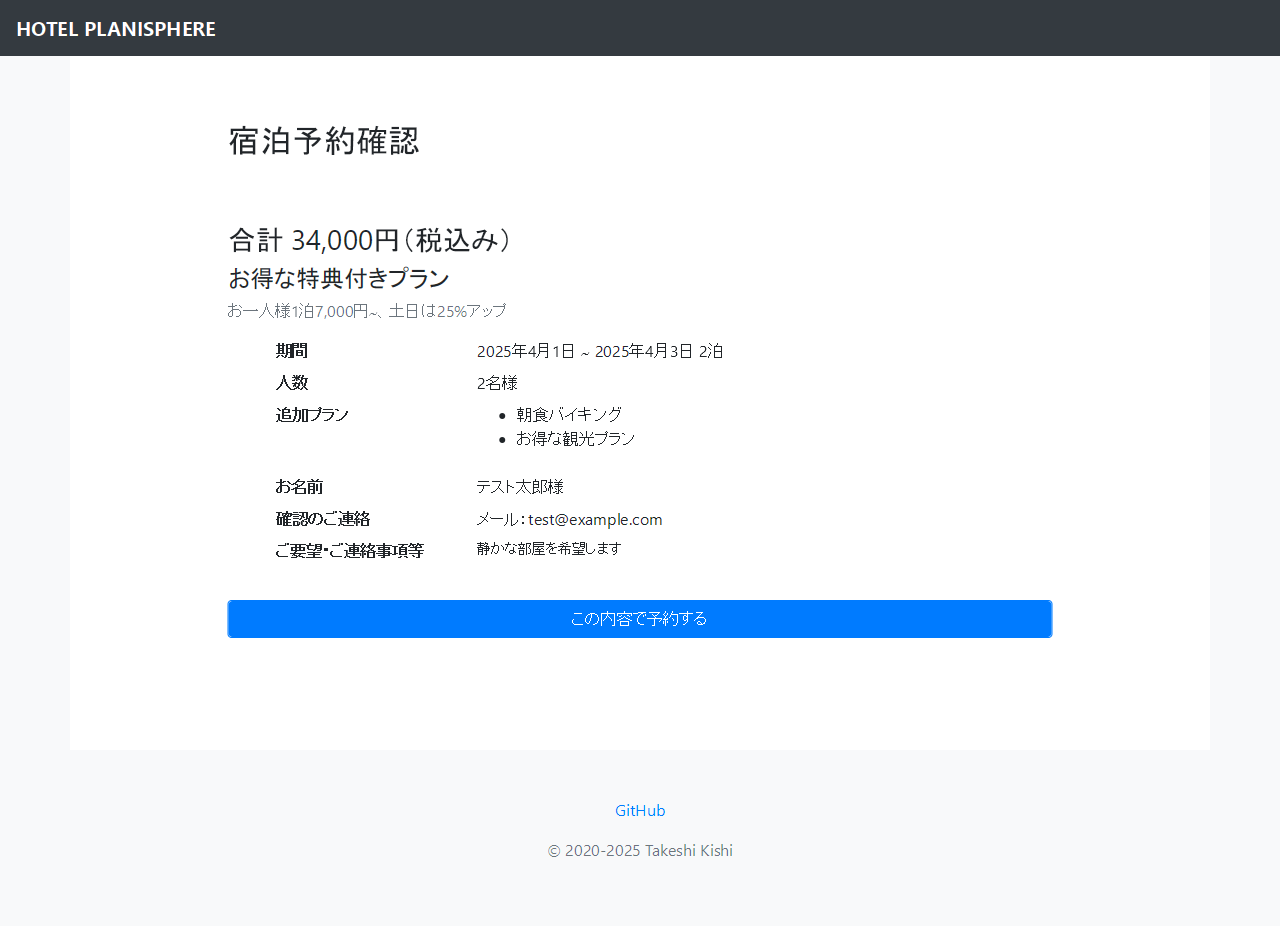 HOTEL PLANISPHERE
宿泊予約確認
合計 34,000円（税込み）
お得な特典付きプラン
お一人様1泊7,000円~、土日は25%アップ
期間 2025年4月1日 ~ 2025年4月3日 2泊
人数 2名様
追加プラン
• 朝食バイキング
• お得な観光プラン
お名前 テスト太郎様
確認のご連絡 メール：test@example.com
ご要望・ご連絡事項等 静かな部屋を希望します
この内容で予約する
GitHub
© 2020-2025 Takeshi Kishi